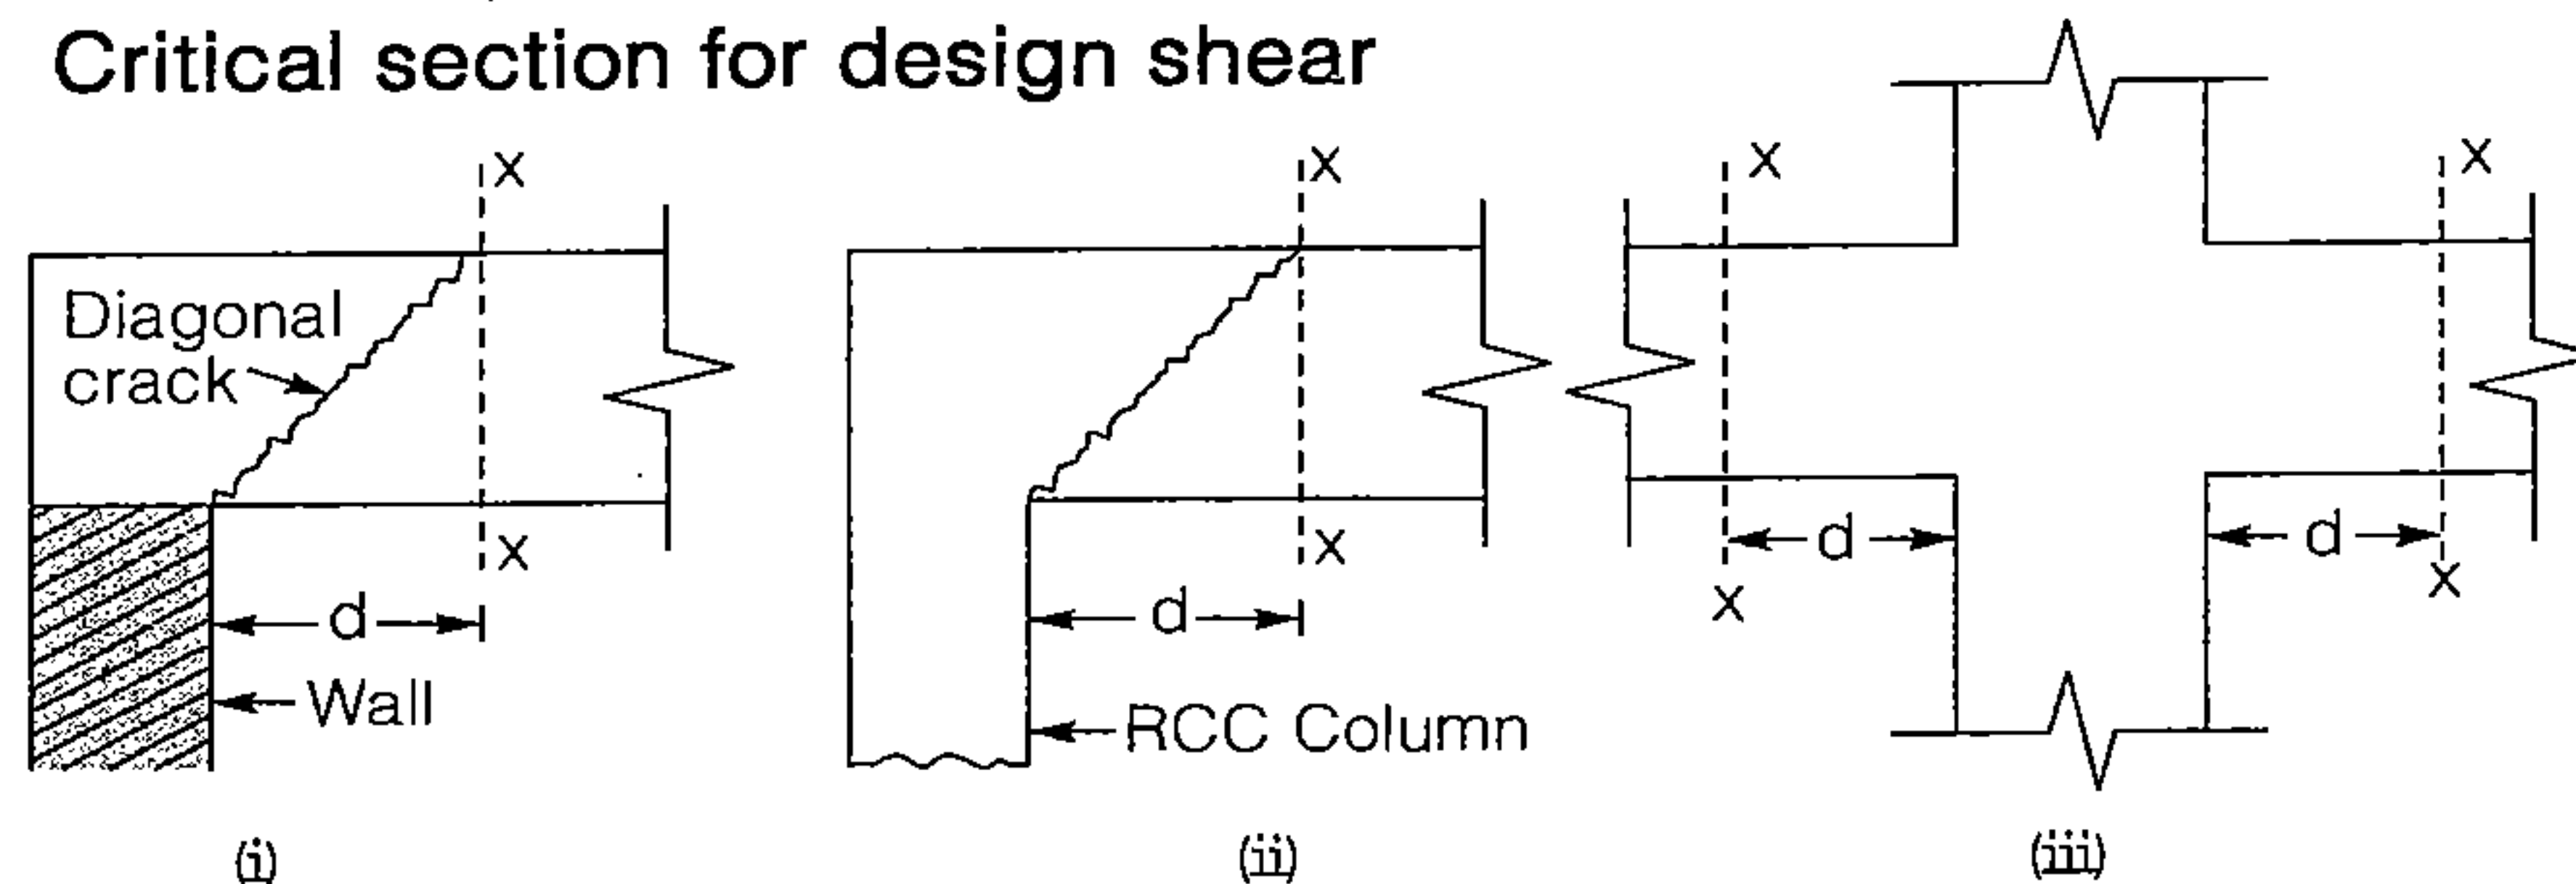 Critical section for design shear
Diagonal
crack
X
X
d
Wall
(i)
X
X
d
RCC Column
(ii)
X
X
d
X
X
d
(iii)